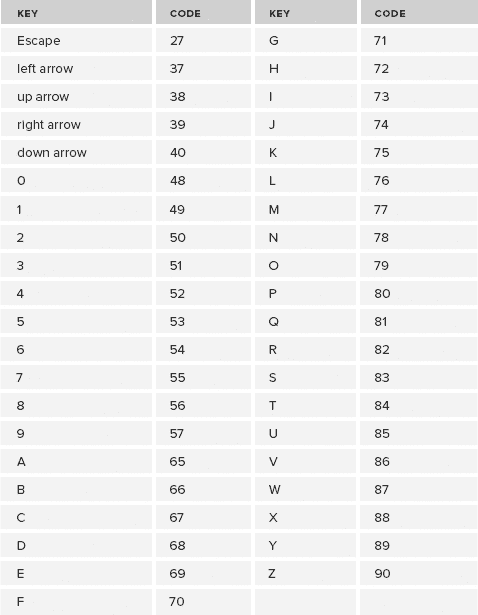 KEY CODE KEY CODE
Escape 27 G 71
left arrow 37 H 72
up arrow 38 I 73
right arrow 39 J 74
down arrow 40 K 75
0 48 L 76
1 49 M 77
2 50 N 78
3 51 O 79
4 52 P 80
5 53 Q 81
6 54 R 82
7 55 S 83
8 56 T 84
9 57 U 85
A 65 V 86
B 66 W 87
C 67 X 88
D 68 Y 89
E 69 Z 90
F 70